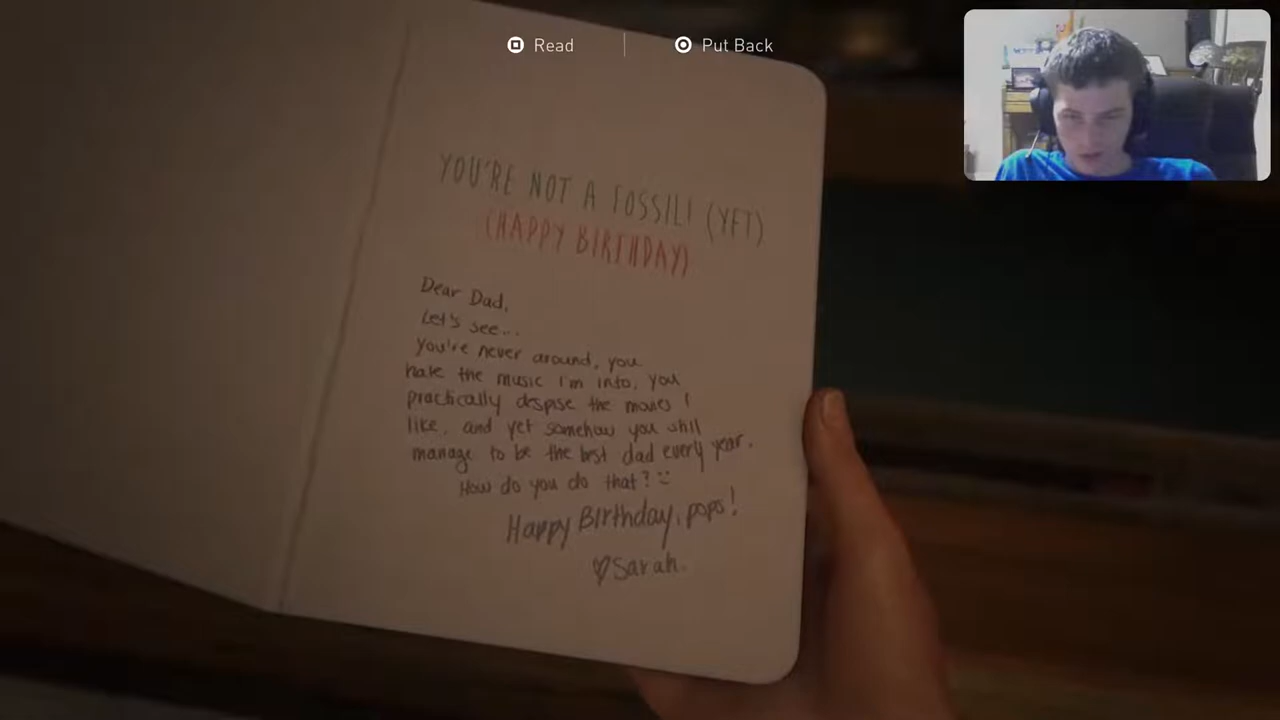 Read
Put Back
YOU'RE NOT A FOSSIL! (YET)
(HAPPY BIRTHDAY)
Dear Dad,
Let's see...
you're never around, you
hate the music I'm into, you
practically despise the movies I
like, and yet somehow you still
manage to be the best dad every year.
How do you do that? :)
Happy Birthday, pops!
♡Sarah.